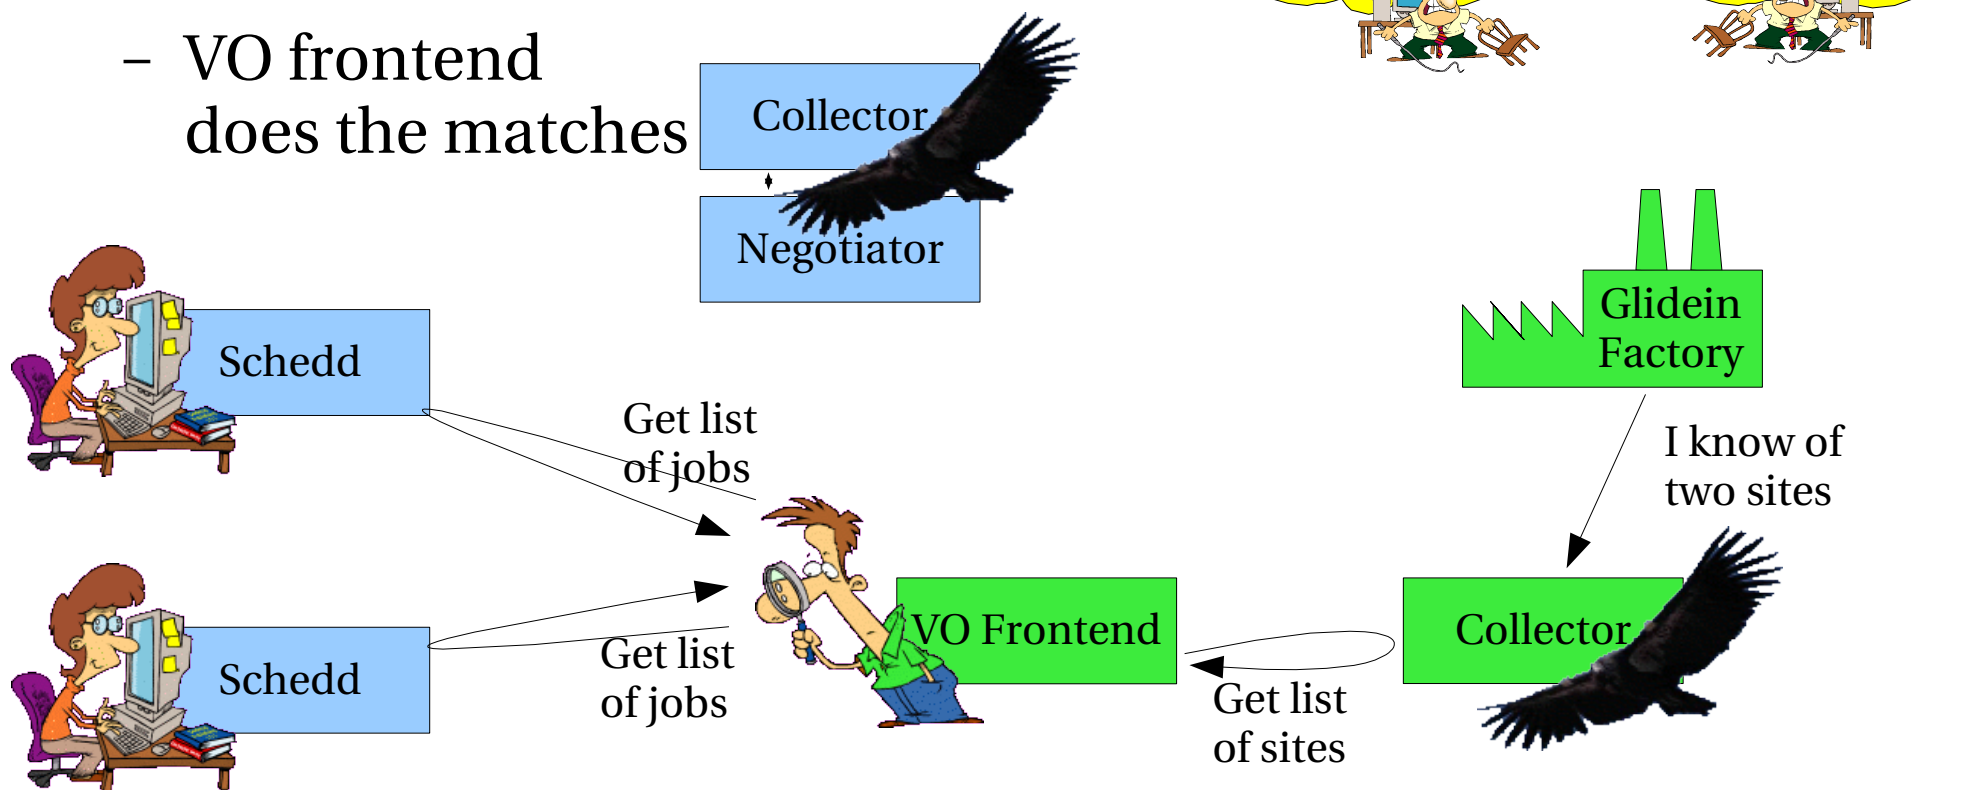 – VO frontend
does the matches
Collector
Negotiator
Glidein
Factory
Schedd
Get list
of jobs
I know of
two sites
VO Frontend
Collector
Schedd
Get list
of jobs
Get list
of sites